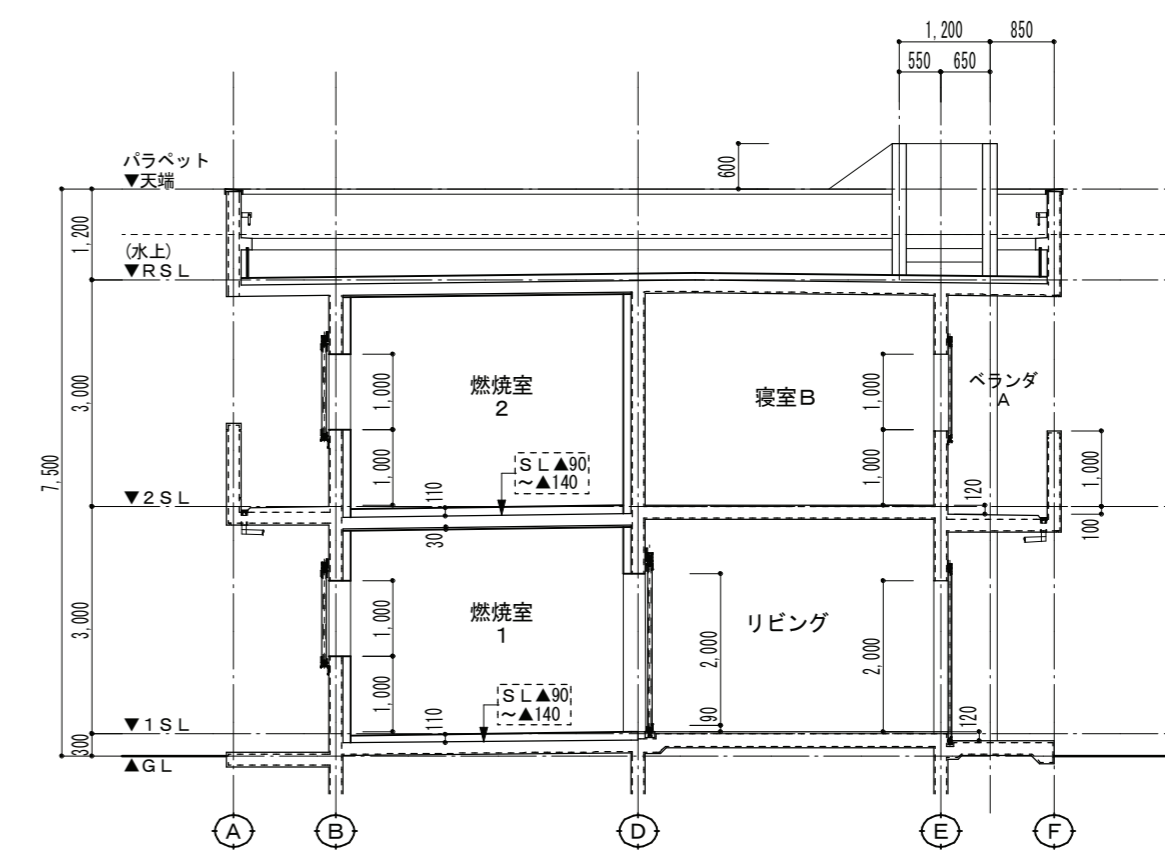 1,200
850
550
650
パラペット
▼天端
600
1,200
(水上)
▼RSL
3,000
燃焼室
2
1,000
1,000
寝室B
1,000
1,000
ベランダ
A
7,500
SL▲90
～▲140
110
120
1,000
▼2SL
30
100
3,000
燃焼室
1
1,000
1,000
リビング
2,000
2,000
SL▲90
～▲140
110
90
120
▼1SL
300
▲GL
A
B
D
E
F